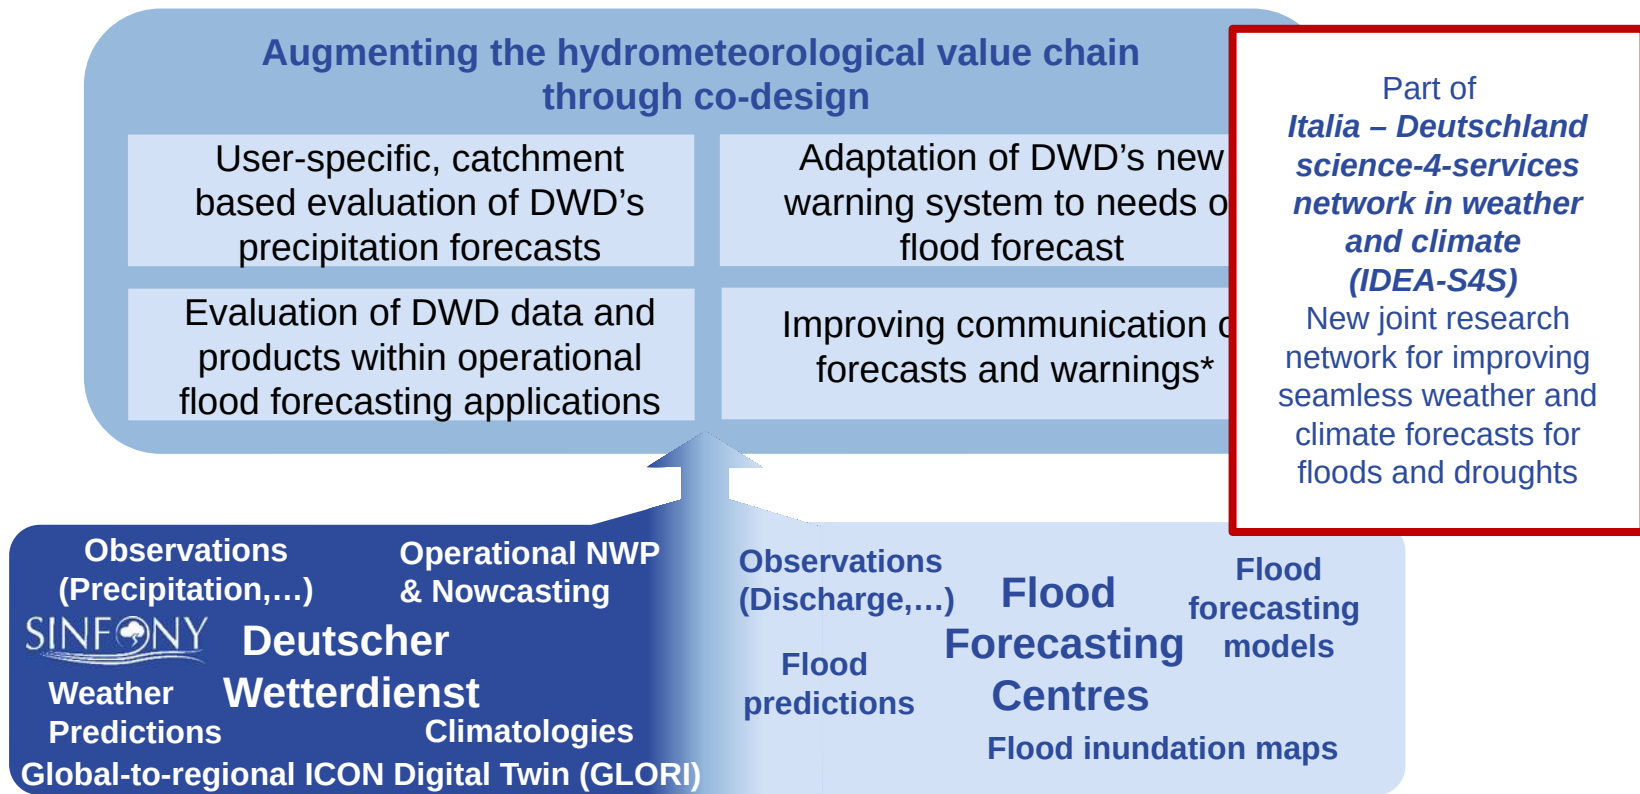 Augmenting the hydrometeorological value chain
through co-design
User-specific, catchment
based evaluation of DWD’s
precipitation forecasts
Adaptation of DWD’s new
warning system to needs
flood forecast
Evaluation of DWD data and
products within operational
flood forecasting applications
Improving communication
forecasts and warnings*
Part of
Italia – Deutschland
science-4-services
network in weather
and climate
(IDEA-S4S)
New joint research
network for improving
seamless weather and
climate forecasts for
floods and droughts
Observations
(Precipitation,…)
Operational NWP
& Nowcasting
SINFONY
Deutscher
Wetterdienst
Weather
Predictions
Climatologies
Global-to-regional ICON Digital Twin (GLORI)
Observations
(Discharge,…)
Flood
Forecasting
Centres
Flood
forecasting
models
Flood
predictions
Flood inundation maps